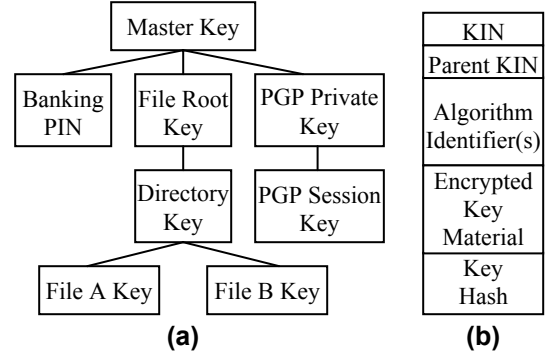 Master Key
Banking
PIN
File Root
Key
PGP Private
Key
Directory
Key
PGP Session
Key
File A Key
File B Key
(a)
KIN
Parent KIN
Algorithm
Identifier(s)
Encrypted
Key
Material
Key
Hash
(b)